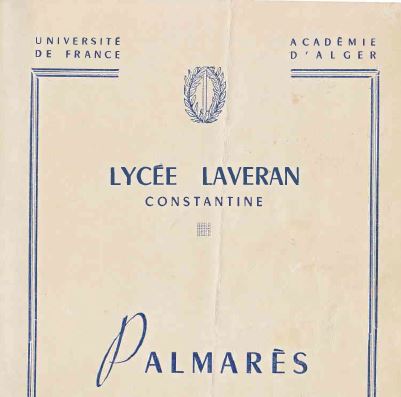 UNIVERSITÉ
DE FRANCE
ACADÉMIE
D'ALGER
LYCÉE LAVERAN
CONSTANTINE
PALMARÈS